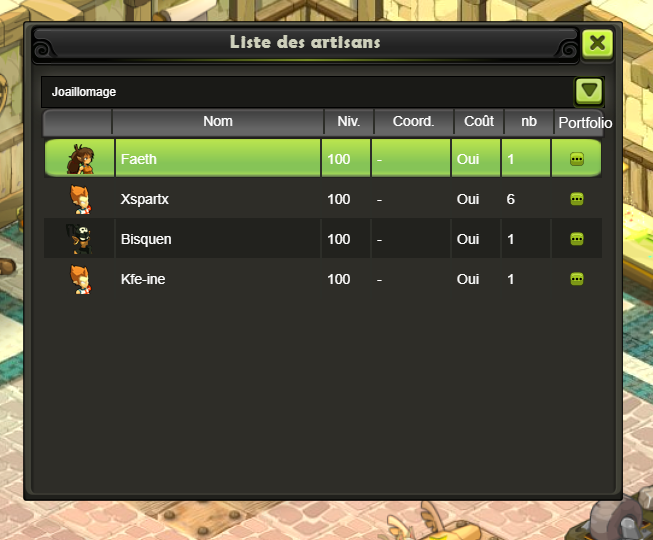 Liste des artisans
Joaillomage
Nom Niv. Coord. Coût nb Portfolio
Faeth 100 - Oui 1
Xspartx 100 - Oui 6
Bisquen 100 - Oui 1
Kfe-ine 100 - Oui 1